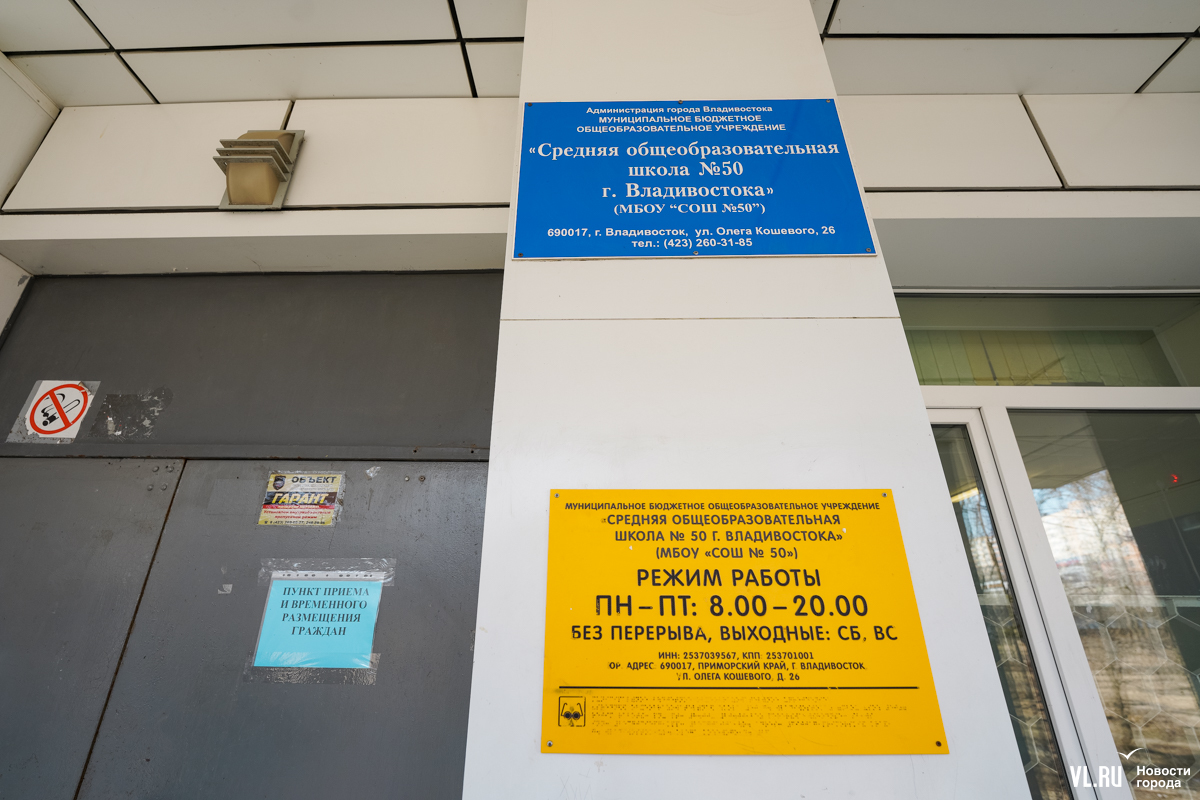 Администрация города Владивостока
МУНИЦИПАЛЬНОЕ БЮДЖЕТНОЕ
ОБЩЕОБРАЗОВАТЕЛЬНОЕ УЧРЕЖДЕНИЕ
«Средняя общеобразовательная
школа №50
г. Владивостока»
(МБОУ “СОШ №50”)
690017, г. Владивосток, ул. Олега Кошевого, 26
тел.: (423) 260-31-85
ОБЪЕКТ
ГАРАНТ
ПУНКТ ПРИЕМА
И ВРЕМЕННОГО
РАЗМЕЩЕНИЯ
ГРАЖДАН
МУНИЦИПАЛЬНОЕ БЮДЖЕТНОЕ ОБЩЕОБРАЗОВАТЕЛЬНОЕ УЧРЕЖДЕНИЕ
«СРЕДНЯЯ ОБЩЕОБРАЗОВАТЕЛЬНАЯ
ШКОЛА № 50 Г. ВЛАДИВОСТОКА»
(МБОУ «СОШ № 50»)
РЕЖИМ РАБОТЫ
ПН – ПТ: 8.00 – 20.00
БЕЗ ПЕРЕРЫВА, ВЫХОДНЫЕ: СБ, ВС
ИНН: 2537039567, КПП: 253701001
ЮР. АДРЕС: 690017, ПРИМОРСКИЙ КРАЙ, Г. ВЛАДИВОСТОК,
УЛ. ОЛЕГА КОШЕВОГО, Д. 26
VL.RU Новости
города